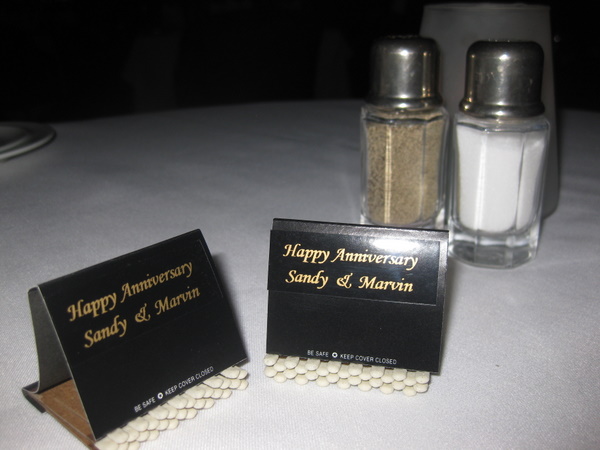 Happy Anniversary
Sandy & Marvin
BE SAFE ✪ KEEP COVER CLOSED
Happy Anniversary
Sandy & Marvin
BE SAFE ✪ KEEP COVER CLOSED